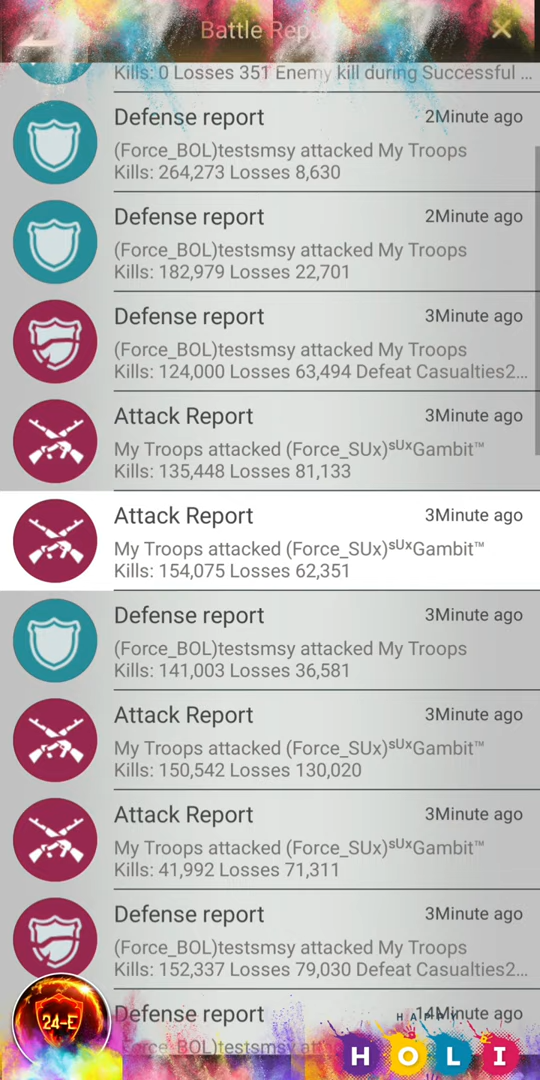 Battle Rep
Kills: 0 Losses 351 Enemy kill during Successful ...
Defense report
2Minute ago
(Force_BOL)testsmsy attacked My Troops
Kills: 264,273 Losses 8,630
Defense report
2Minute ago
(Force_BOL)testsmsy attacked My Troops
Kills: 182,979 Losses 22,701
Defense report
3Minute ago
(Force_BOL)testsmsy attacked My Troops
Kills: 124,000 Losses 63,494 Defeat Casualties2...
Attack Report
3Minute ago
My Troops attacked (Force_SUx)ˢᵁˣGambit™
Kills: 135,448 Losses 81,133
Attack Report
3Minute ago
My Troops attacked (Force_SUx)ˢᵁˣGambit™
Kills: 154,075 Losses 62,351
Defense report
3Minute ago
(Force_BOL)testsmsy attacked My Troops
Kills: 141,003 Losses 36,581
Attack Report
3Minute ago
My Troops attacked (Force_SUx)ˢᵁˣGambit™
Kills: 150,542 Losses 130,020
Attack Report
3Minute ago
My Troops attacked (Force_SUx)ˢᵁˣGambit™
Kills: 41,992 Losses 71,311
Defense report
3Minute ago
(Force_BOL)testsmsy attacked My Troops
Kills: 152,337 Losses 79,030 Defeat Casualties2...
24-E
Defense report
14Minute ago
HAPPY
HOLI